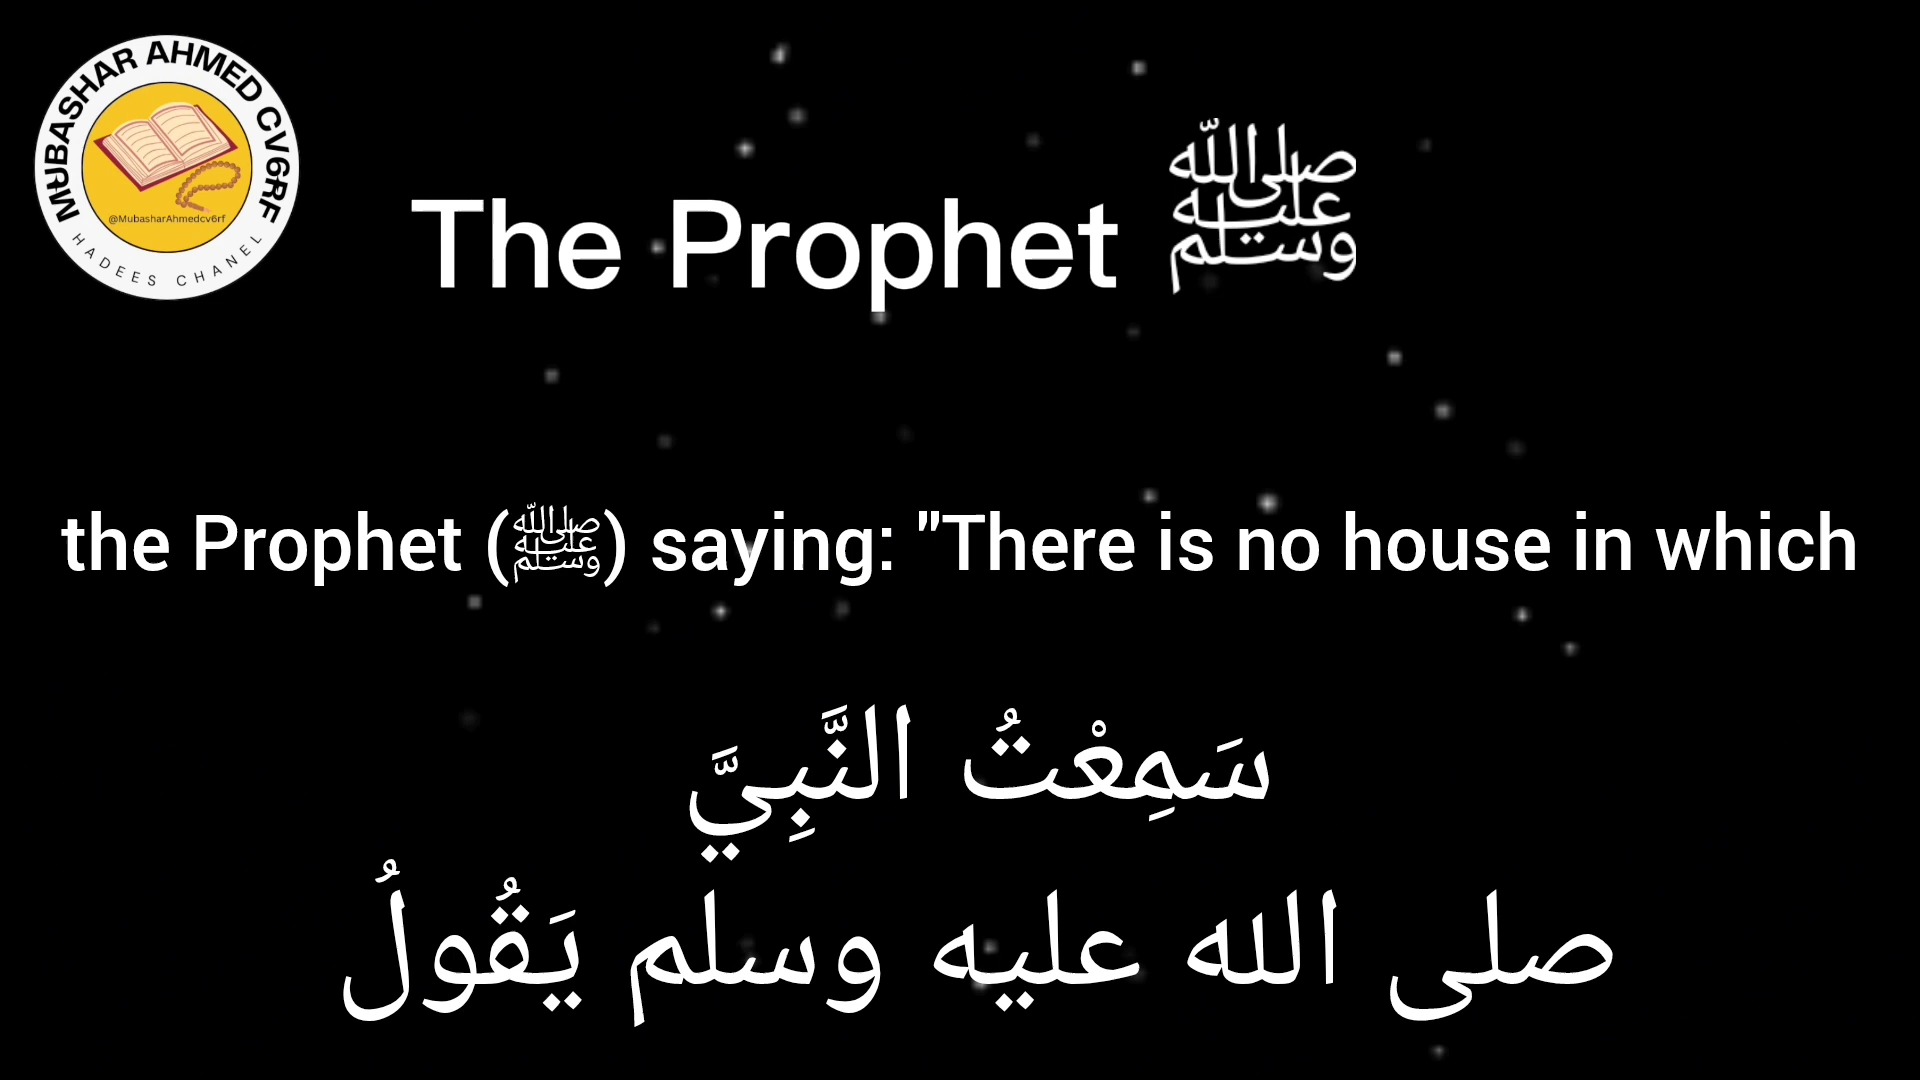 MUBASHAR AHMED CV6RF
@MubasharAhmedcv6rf
HADEES CHANEL
The Prophet ﷺ
the Prophet (ﷺ) saying: "There is no house in which
سَمِعْتُ النَّبِيَّ
صلى الله عليه وسلم يَقُولُ